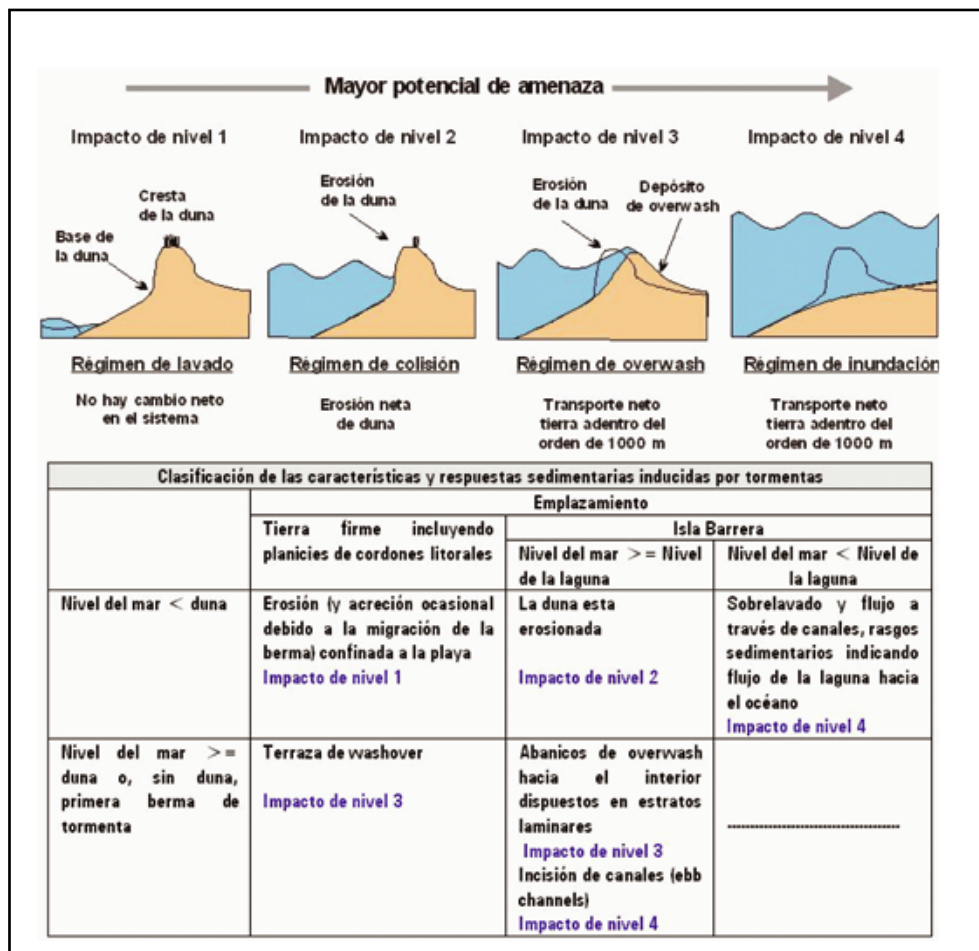 Mayor potencial de amenaza
Impacto de nivel 1
Impacto de nivel 2
Impacto de nivel 3
Impacto de nivel 4
Cresta
de la duna
Base de
la duna
Erosión
de la duna
Erosión
de la duna
Depósito
de overwash
Régimen de lavado
Régimen de colisión
Régimen de overwash
Régimen de inundación
No hay cambio neto
en el sistema
Erosión neta
de duna
Transporte neto
tierra adentro del
orden de 1000 m
Transporte neto
tierra adentro del
orden de 1000 m
Clasificación de las características y respuestas sedimentarias inducidas por tormentas
Emplazamiento
Tierra firme incluyendo
planicies de cordones litorales
Isla Barrera
Nivel del mar >= Nivel
de la laguna
Nivel del mar < Nivel de
la laguna
Nivel del mar < duna
Erosión (y acreción ocasional
debido a la migración de la
berma) confinada a la playa
Impacto de nivel 1
La duna esta
erosionada
Impacto de nivel 2
Sobrelavado y flujo a
través de canales, rasgos
sedimentarios indicando
flujo de la laguna hacia
el océano
Impacto de nivel 4
Nivel del mar >=
duna o, sin duna,
primera berma de
tormenta
Terraza de washover
Impacto de nivel 3
Abanicos de overwash
hacia el interior
dispuestos en estratos
laminares
Impacto de nivel 3
Incisión de canales (ebb
channels)
Impacto de nivel 4
--------------------------------------